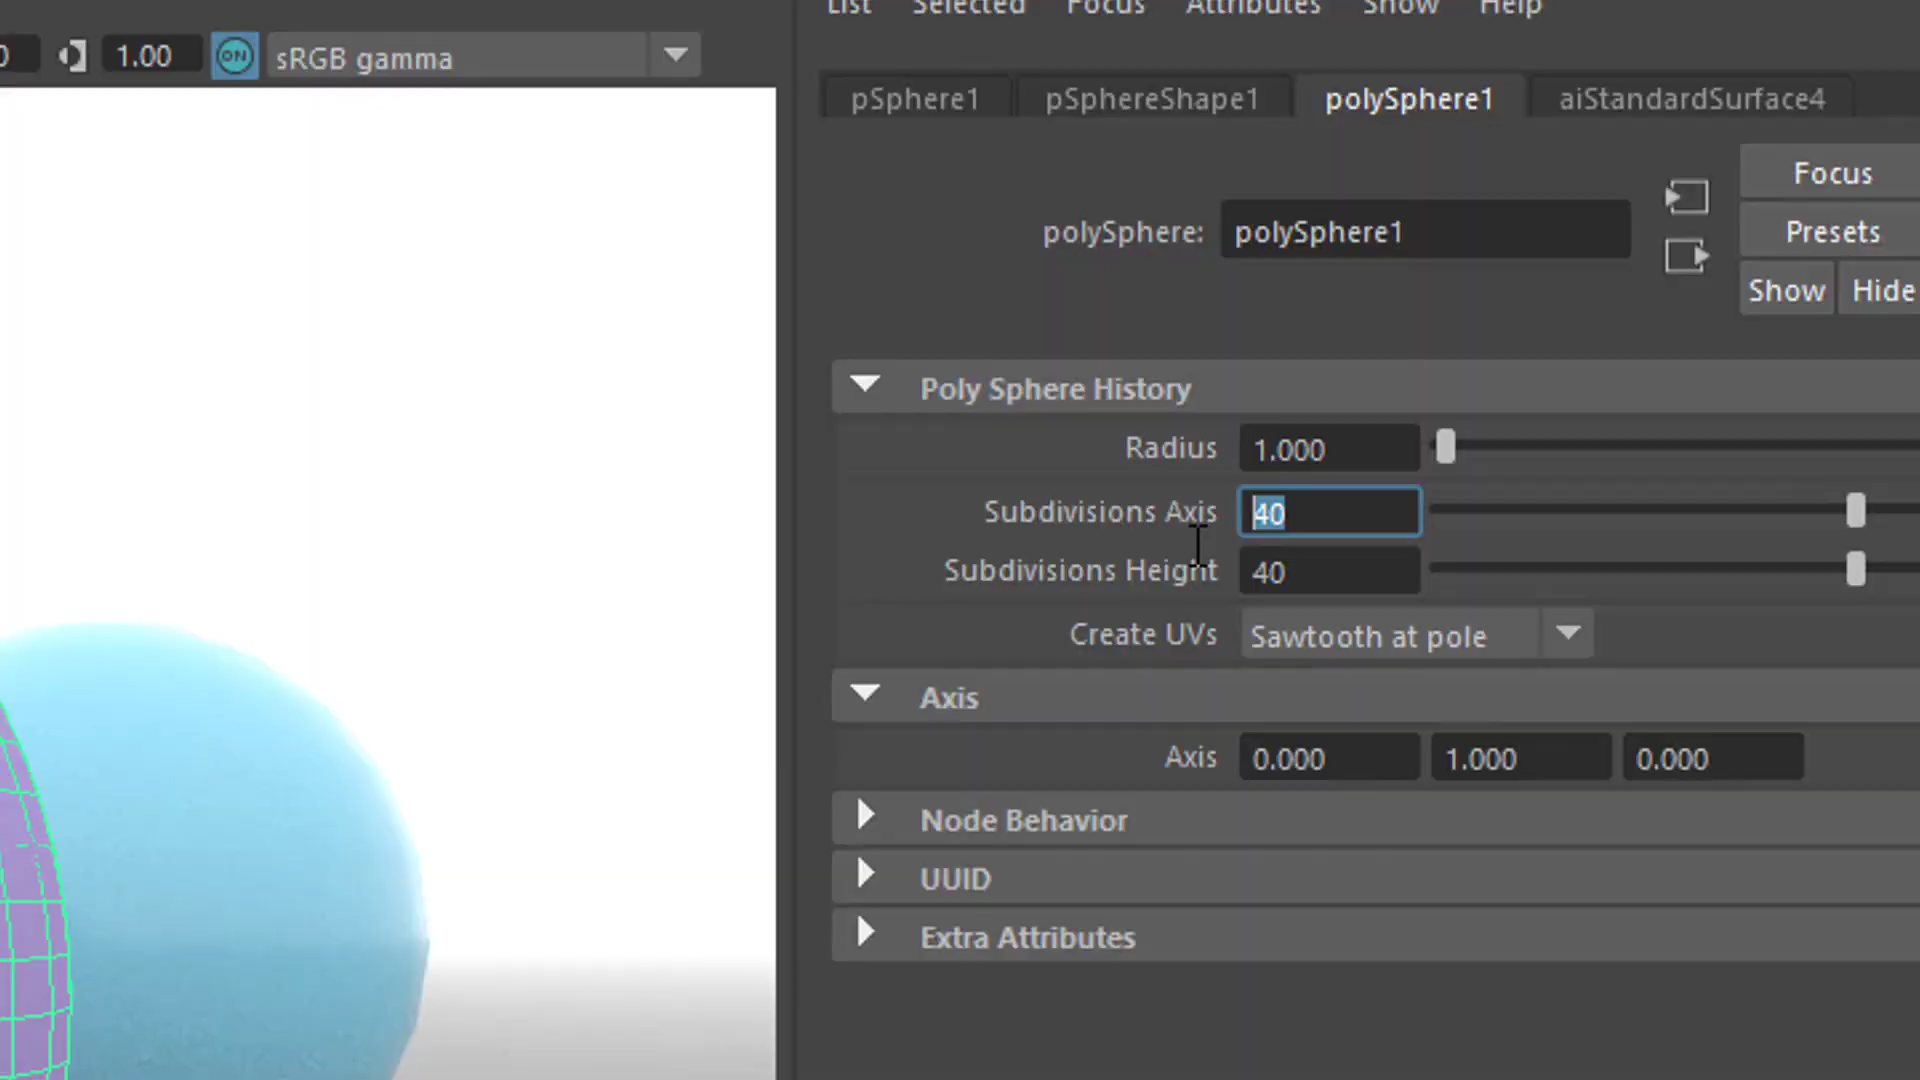 List Selected Focus Attributes Show Help
0 1.00 ON sRGB gamma
pSphere1 pSphereShape1 polySphere1 aiStandardSurface4
Focus
polySphere: polySphere1
Presets
Show Hide
Poly Sphere History
Radius 1.000
Subdivisions Axis 40
Subdivisions Height 40
Create UVs Sawtooth at pole
Axis
Axis 0.000 1.000 0.000
Node Behavior
UUID
Extra Attributes